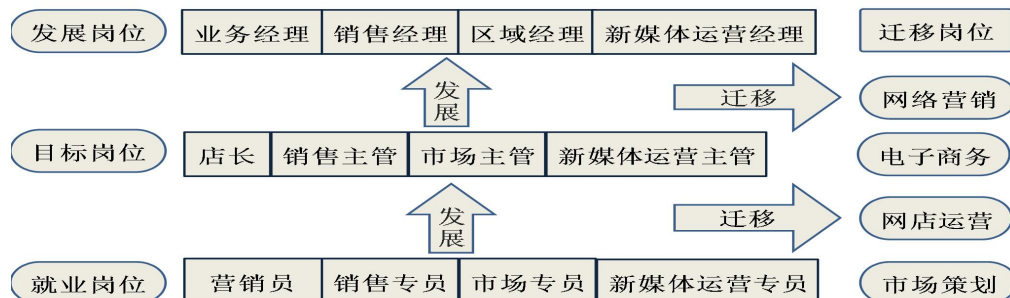 发展岗位 业务经理 销售经理 区域经理 新媒体运营经理 迁移岗位
发展 迁移 网络营销
目标岗位 店长 销售主管 市场主管 新媒体运营主管 电子商务
发展 迁移 网店运营
就业岗位 营销员 销售专员 市场专员 新媒体运营专员 市场策划